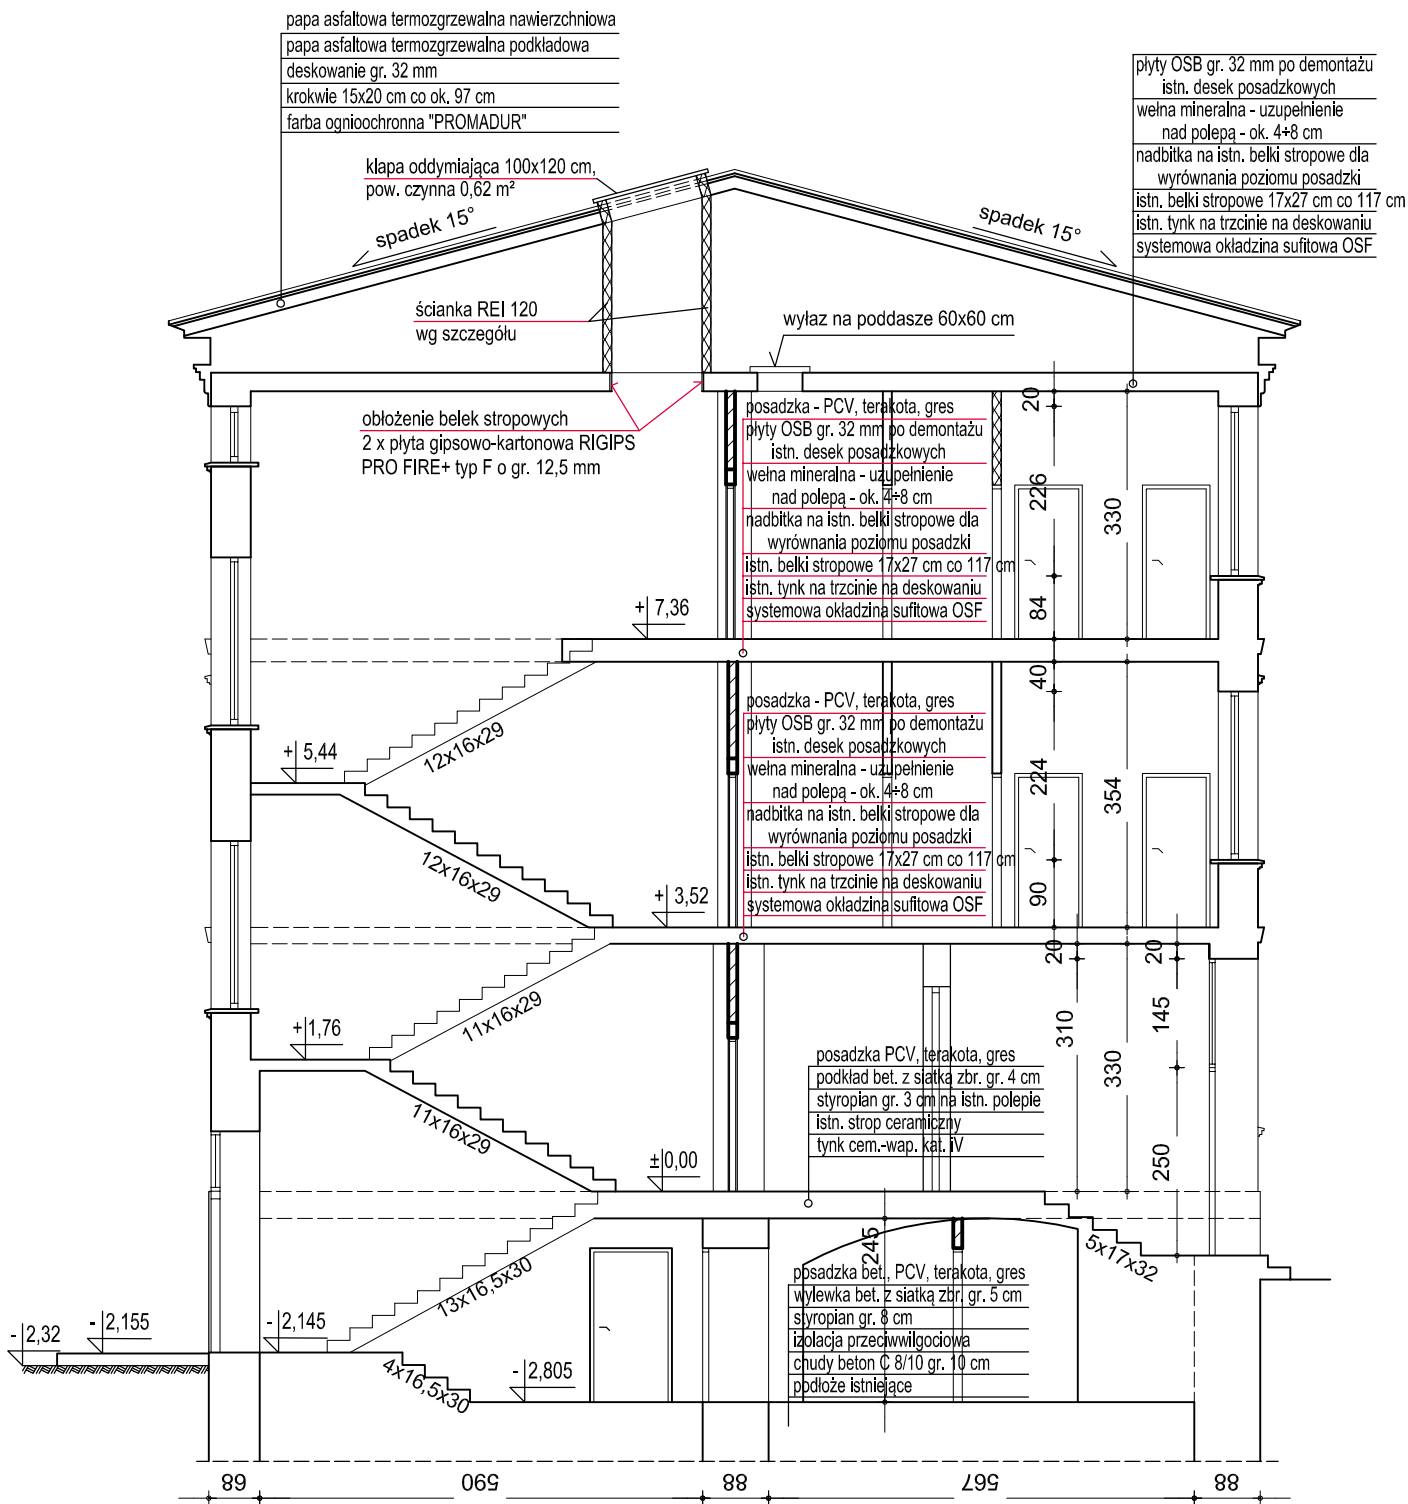 papa asfaltowa termozgrzewalna nawierzchniowa
papa asfaltowa termozgrzewalna podkładowa
deskowanie gr. 32 mm
krokwie 15x20 cm co ok. 97 cm
farba ognioochronna "PROMADUR"
płyty OSB gr. 32 mm po demontażu
istn. desek posadzkowych
wełna mineralna - uzupełnienie
nad polepą - ok. 4÷8 cm
nadbitka na istn. belki stropowe dla
wyrównania poziomu posadzki
istn. belki stropowe 17x27 cm co 117 cm
istn. tynk na trzcinie na deskowaniu
systemowa okładzina sufitowa OSF
klapa oddymiająca 100x120 cm,
pow. czynna 0,62 m²
spadek 15°
spadek 15°
ścianka REI 120
wg szczegółu
wyłaz na poddasze 60x60 cm
obłożenie belek stropowych
2 x płyta gipsowo-kartonowa RIGIPS
PRO FIRE+ typ F o gr. 12,5 mm
posadzka - PCV, terakota, gres
płyty OSB gr. 32 mm po demontażu
istn. desek posadzkowych
wełna mineralna - uzupełnienie
nad polepą - ok. 4÷8 cm
nadbitka na istn. belki stropowe dla
wyrównania poziomu posadzki
istn. belki stropowe 17x27 cm co 117 cm
istn. tynk na trzcinie na deskowaniu
systemowa okładzina sufitowa OSF
20
226
330
84
+ 7,36
40
posadzka - PCV, terakota, gres
płyty OSB gr. 32 mm po demontażu
istn. desek posadzkowych
wełna mineralna - uzupełnienie
nad polepą - ok. 4÷8 cm
nadbitka na istn. belki stropowe dla
wyrównania poziomu posadzki
istn. belki stropowe 17x27 cm co 117 cm
istn. tynk na trzcinie na deskowaniu
systemowa okładzina sufitowa OSF
224
354
90
12x16x29
+ 5,44
12x16x29
+ 3,52
20
20
11x16x29
310
330
145
250
+ 1,76
11x16x29
± 0,00
posadzka PCV, terakota, gres
podkład bet. z siatką zbr. gr. 4 cm
styropian gr. 3 cm na istn. polepie
istn. strop ceramiczny
tynk cem.-wap. kat. iV
245
5x17x32
13x16,5x30
posadzka bet., PCV, terakota, gres
wylewka bet. z siatką zbr. gr. 5 cm
styropian gr. 8 cm
izolacja przeciwwilgociowa
chudy beton C 8/10 gr. 10 cm
podłoże istniejące
- 2,32
- 2,155
- 2,145
4x16,5x30
- 2,805
68
590
88
567
88